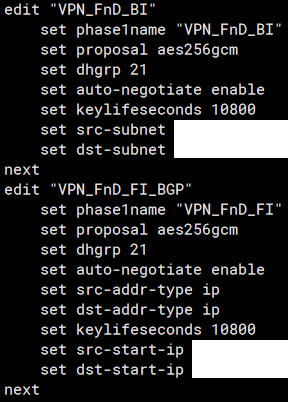 edit "VPN_FnD_BI"
set phase1name "VPN_FnD_BI"
set proposal aes256gcm
set dhgrp 21
set auto-negotiate enable
set keylifeseconds 10800
set src-subnet
set dst-subnet
next
edit "VPN_FnD_FI_BGP"
set phase1name "VPN_FnD_FI"
set proposal aes256gcm
set dhgrp 21
set auto-negotiate enable
set src-addr-type ip
set dst-addr-type ip
set keylifeseconds 10800
set src-start-ip
set dst-start-ip
next